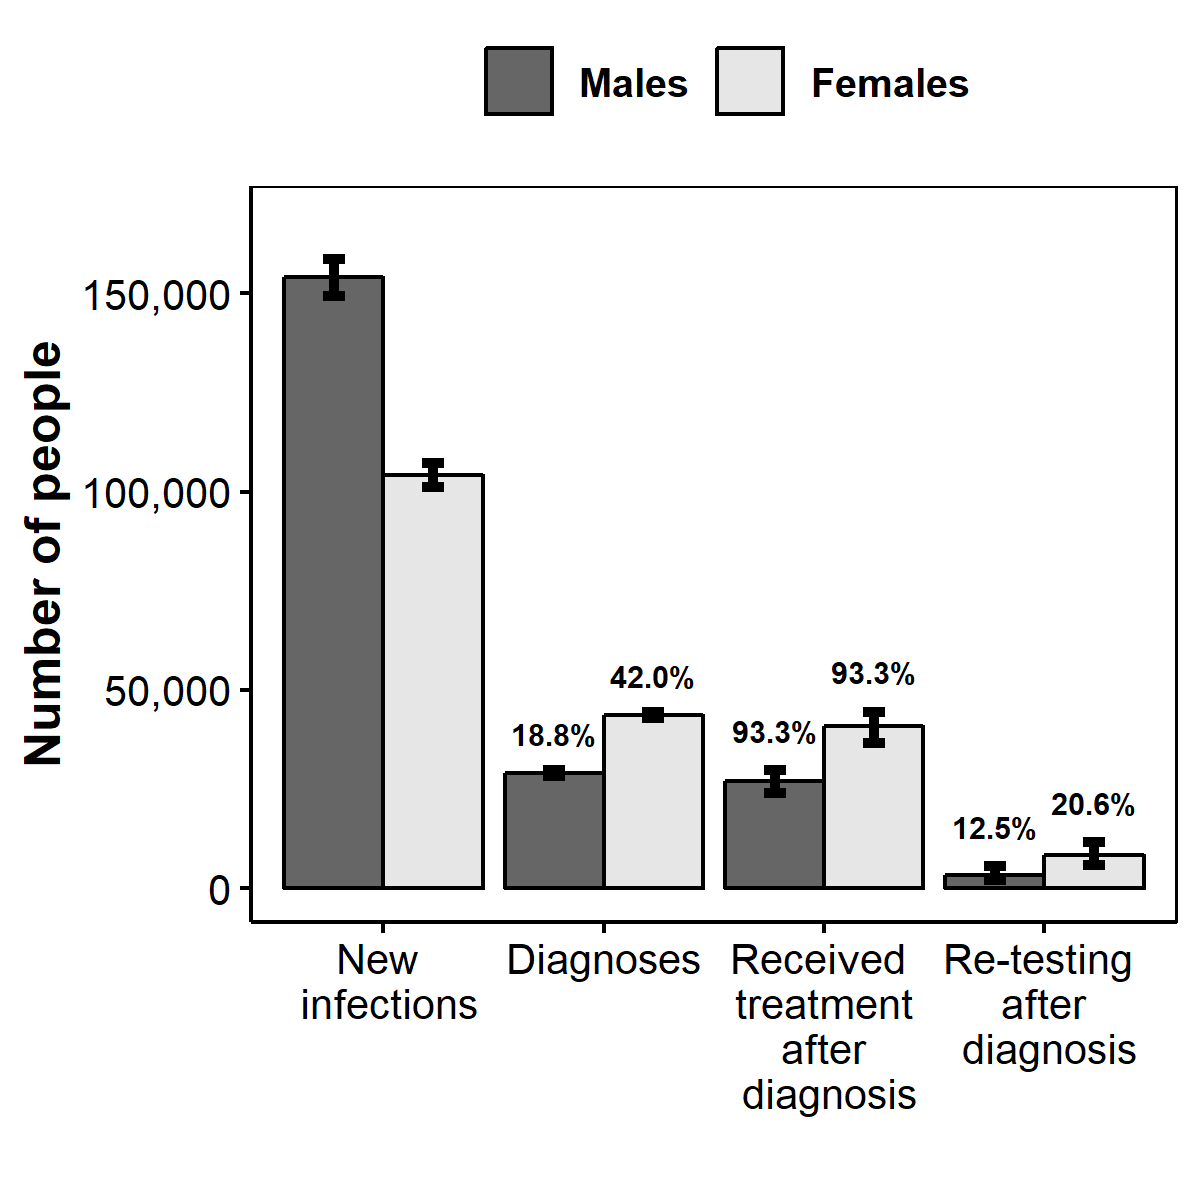 Males Females
Number of people
150,000
100,000
50,000
0
18.8%
42.0%
93.3%
93.3%
12.5%
20.6%
New
infections
Diagnoses
Received
treatment
after
diagnosis
Re-testing
after
diagnosis